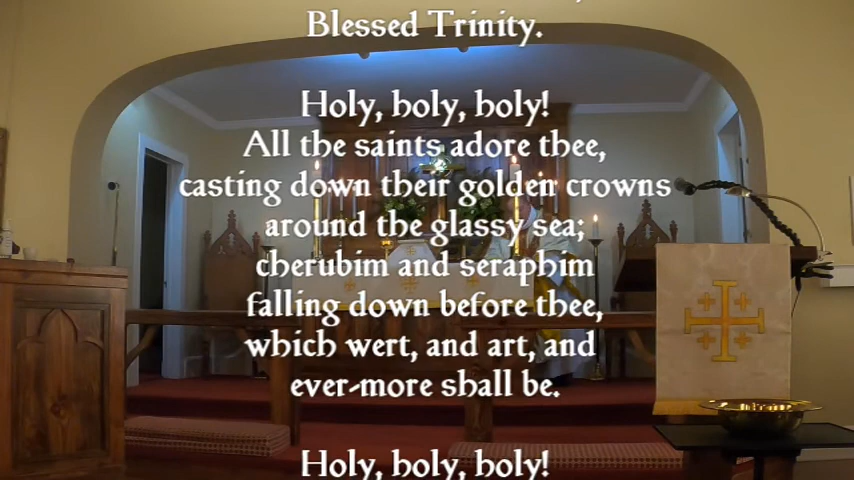 Blessed Trinity.
Holy, holy, holy!
All the saints adore thee,
casting down their golden crowns
around the glassy sea;
cherubim and seraphim
falling down before thee,
which wert, and art, and
ever-more shall be.
Holy, holy, holy!